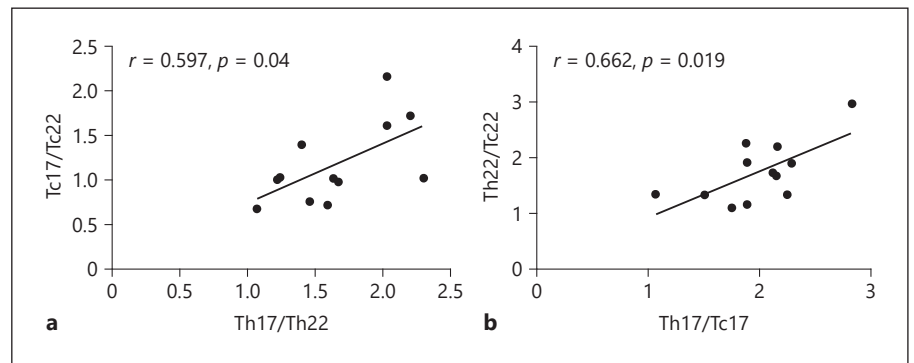 r = 0.597, p = 0.04
2.5
2.0
1.5
1.0
0.5
0
Tc17/Tc22
0 0.5 1.0 1.5 2.0 2.5
Th17/Th22
a
r = 0.662, p = 0.019
4
3
2
1
0
Th22/Tc22
0 1 2 3
Th17/Tc17
b